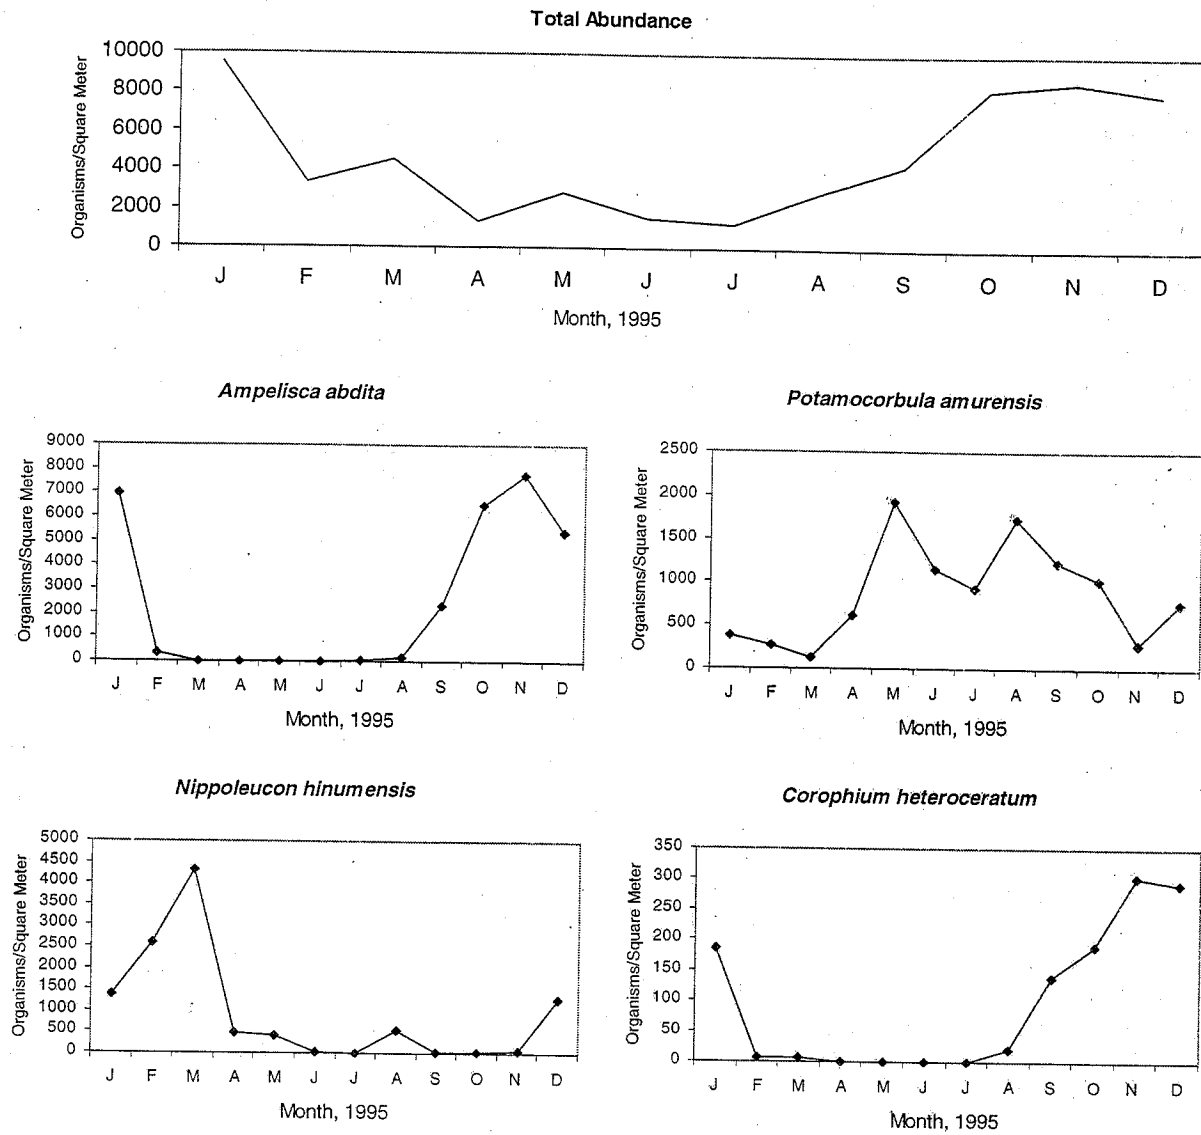 Total Abundance
Organisms/Square Meter
10000
8000
6000
4000
2000
0
J F M A M J J A S O N D
Month, 1995
Ampelisca abdita
Organisms/Square Meter
9000
8000
7000
6000
5000
4000
3000
2000
1000
0
J F M A M J J A S O N D
Month, 1995
Potamocorbula amurensis
Organisms/Square Meter
2500
2000
1500
1000
500
0
J F M A M J J A S O N D
Month, 1995
Nippoleucon hinumensis
Organisms/Square Meter
5000
4500
4000
3500
3000
2500
2000
1500
1000
500
0
J F M A M J J A S O N D
Month, 1995
Corophium heteroceratum
Organisms/Square Meter
350
300
250
200
150
100
50
0
J F M A M J J A S O N D
Month, 1995